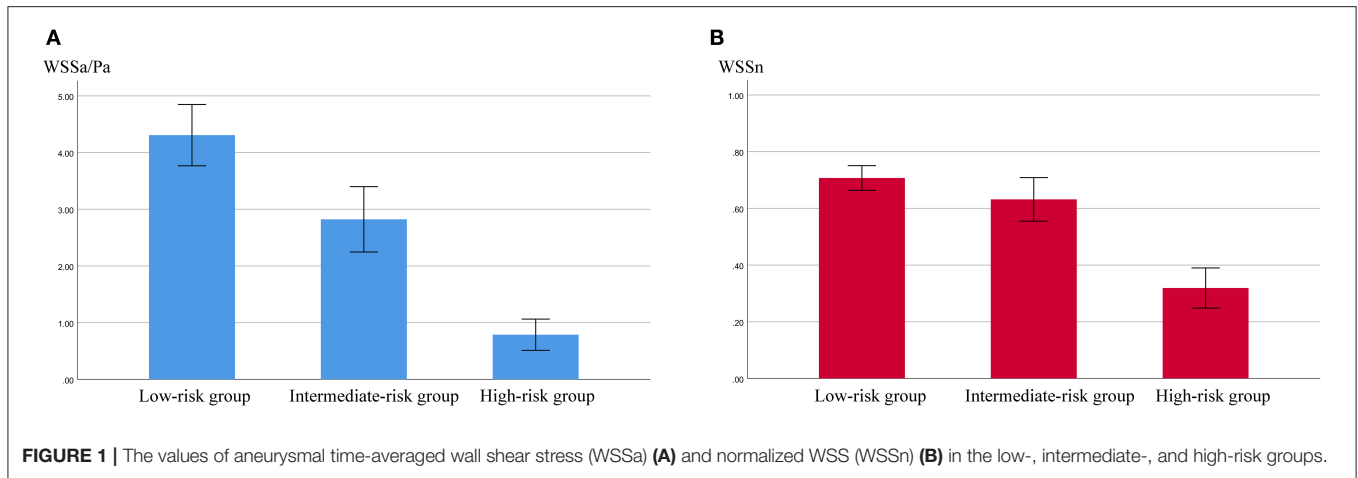 A
WSSa/Pa
5.00
4.00
3.00
2.00
1.00
.00
Low-risk group Intermediate-risk group High-risk group
B
WSSn
1.00
.80
.60
.40
.20
.00
Low-risk group Intermediate-risk group High-risk group
FIGURE 1 | The values of aneurysmal time-averaged wall shear stress (WSSa) (A) and normalized WSS (WSSn) (B) in the low-, intermediate-, and high-risk groups.